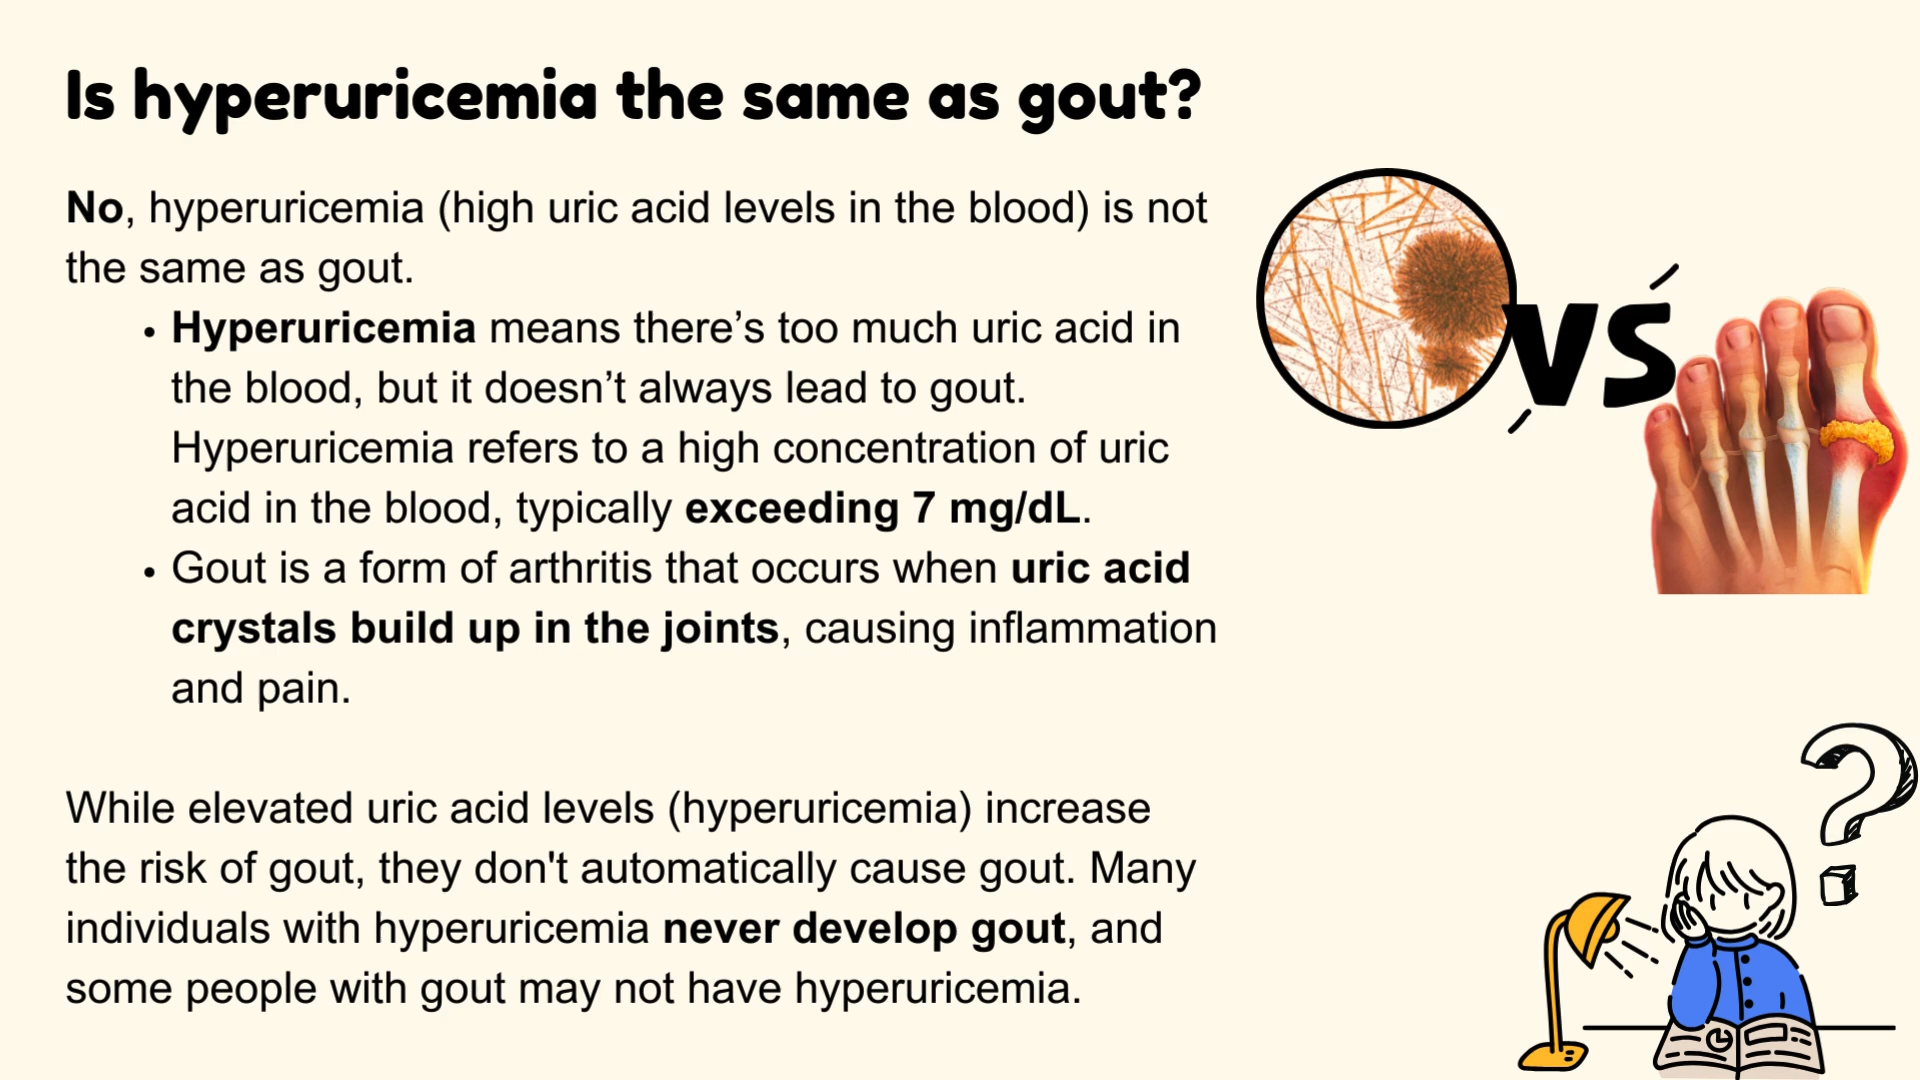 Is hyperuricemia the same as gout?
No, hyperuricemia (high uric acid levels in the blood) is not
the same as gout.
• Hyperuricemia means there’s too much uric acid in
the blood, but it doesn’t always lead to gout.
Hyperuricemia refers to a high concentration of uric
acid in the blood, typically exceeding 7 mg/dL.
• Gout is a form of arthritis that occurs when uric acid
crystals build up in the joints, causing inflammation
and pain.
While elevated uric acid levels (hyperuricemia) increase
the risk of gout, they don't automatically cause gout. Many
individuals with hyperuricemia never develop gout, and
some people with gout may not have hyperuricemia.
VS
?